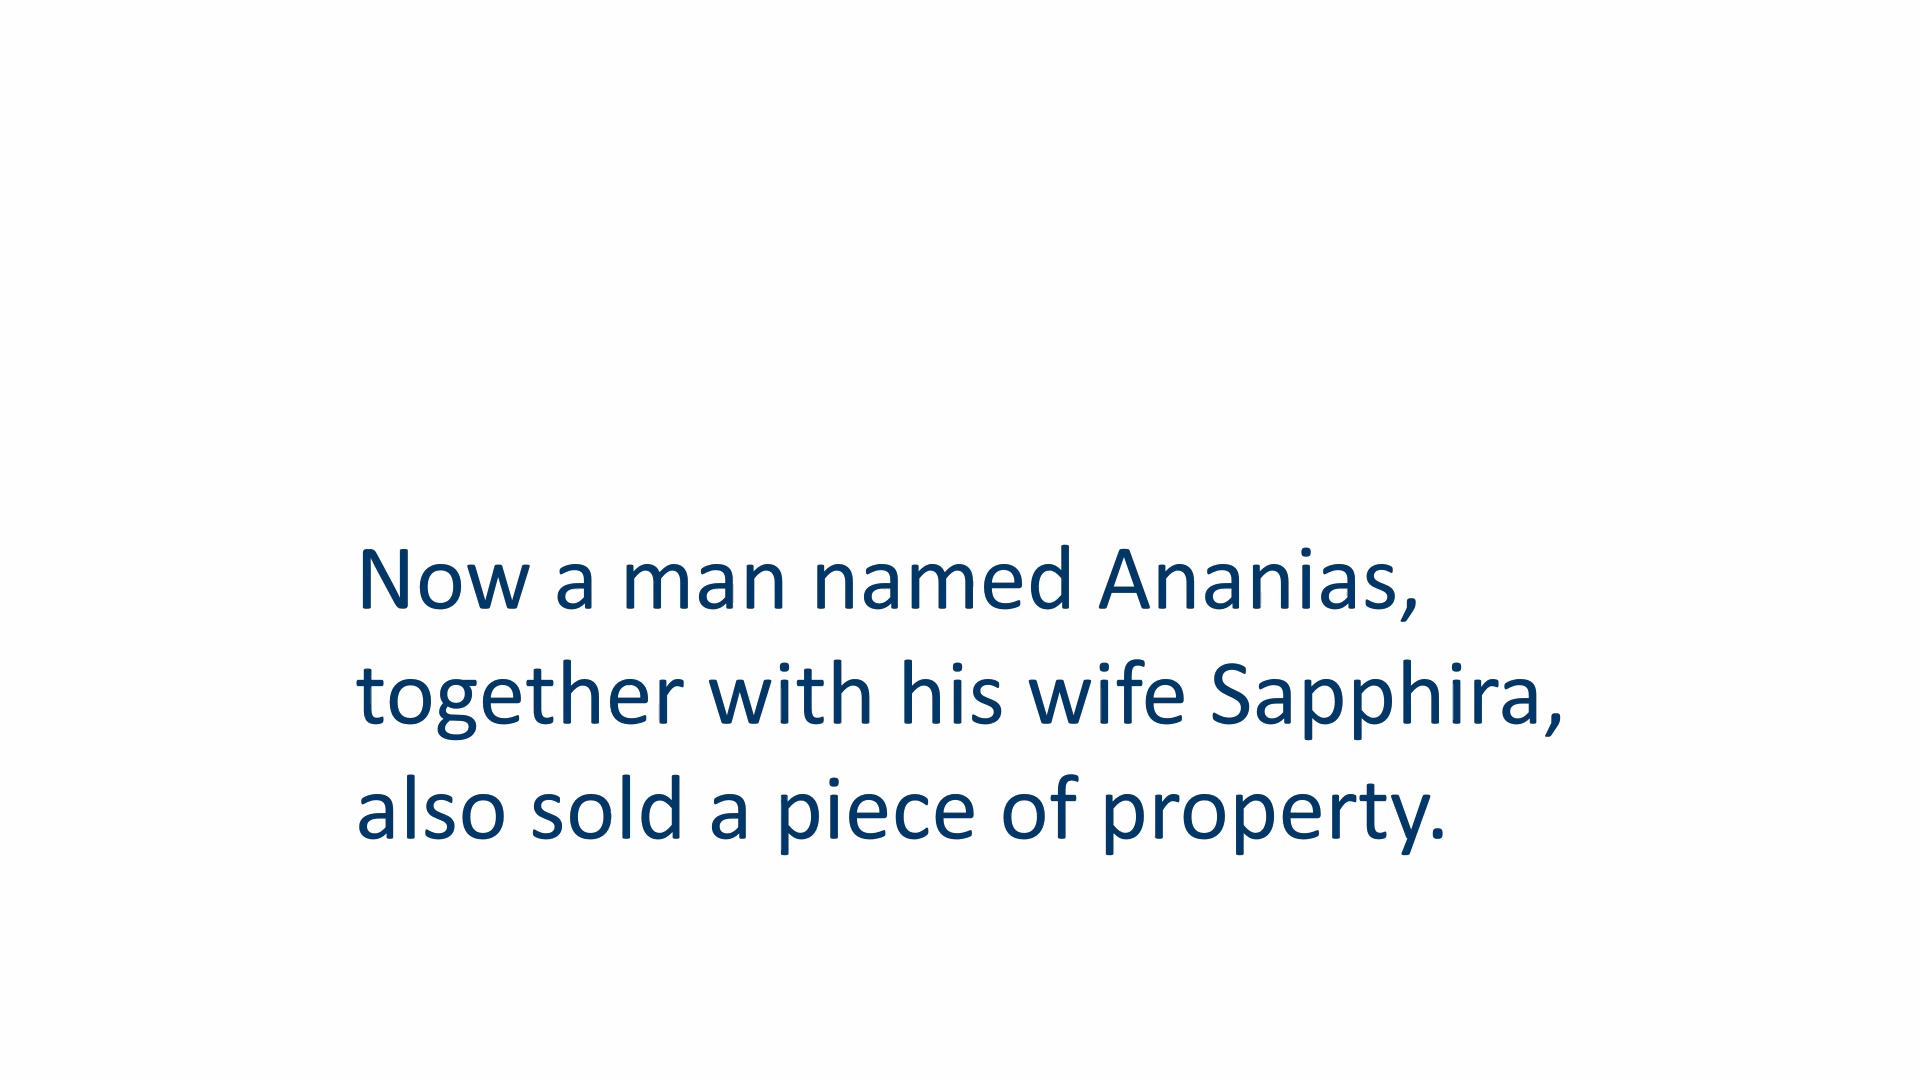 Now a man named Ananias,
together with his wife Sapphira,
also sold a piece of property.